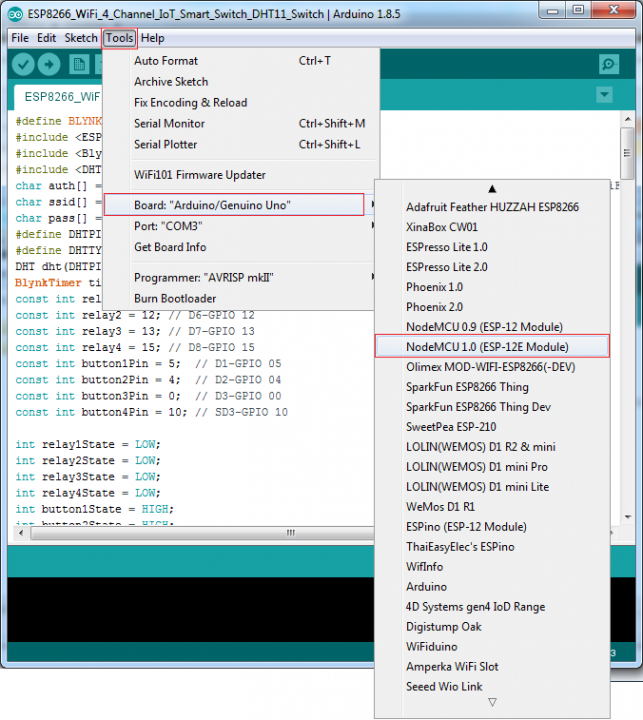 ESP8266_WiFi_4_Channel_IoT_Smart_Switch_DHT11_Switch | Arduino 1.8.5
File Edit Sketch Tools Help
Auto Format Ctrl+T
Archive Sketch
Fix Encoding & Reload
Serial Monitor Ctrl+Shift+M
Serial Plotter Ctrl+Shift+L
WiFi101 Firmware Updater
Board: "Arduino/Genuino Uno"
Port: "COM3"
Get Board Info
Programmer: "AVRISP mkII"
Burn Bootloader
ESP8266_WiF
#define BLYNK
#include <ESP
#include <Bly
#include <DHT
char auth[] =
char ssid[] =
char pass[] =
#define DHTPI
#define DHTTY
DHT dht(DHTPI
BlynkTimer ti
const int rel
const int relay2 = 12; // D6-GPIO 12
const int relay3 = 13; // D7-GPIO 13
const int relay4 = 15; // D8-GPIO 15
const int button1Pin = 5; // D1-GPIO 05
const int button2Pin = 4; // D2-GPIO 04
const int button3Pin = 0; // D3-GPIO 00
const int button4Pin = 10; // SD3-GPIO 10
int relay1State = LOW;
int relay2State = LOW;
int relay3State = LOW;
int relay4State = LOW;
int button1State = HIGH;
int button2State = HIGH;
Adafruit Feather HUZZAH ESP8266
XinaBox CW01
ESPresso Lite 1.0
ESPresso Lite 2.0
Phoenix 1.0
Phoenix 2.0
NodeMCU 0.9 (ESP-12 Module)
NodeMCU 1.0 (ESP-12E Module)
Olimex MOD-WIFI-ESP8266(-DEV)
SparkFun ESP8266 Thing
SparkFun ESP8266 Thing Dev
SweetPea ESP-210
LOLIN(WEMOS) D1 R2 & mini
LOLIN(WEMOS) D1 mini Pro
LOLIN(WEMOS) D1 mini Lite
WeMos D1 R1
ESPino (ESP-12 Module)
ThaiEasyElec's ESPino
WifInfo
Arduino
4D Systems gen4 IoD Range
Digistump Oak
WiFiduino
Amperka WiFi Slot
Seeed Wio Link